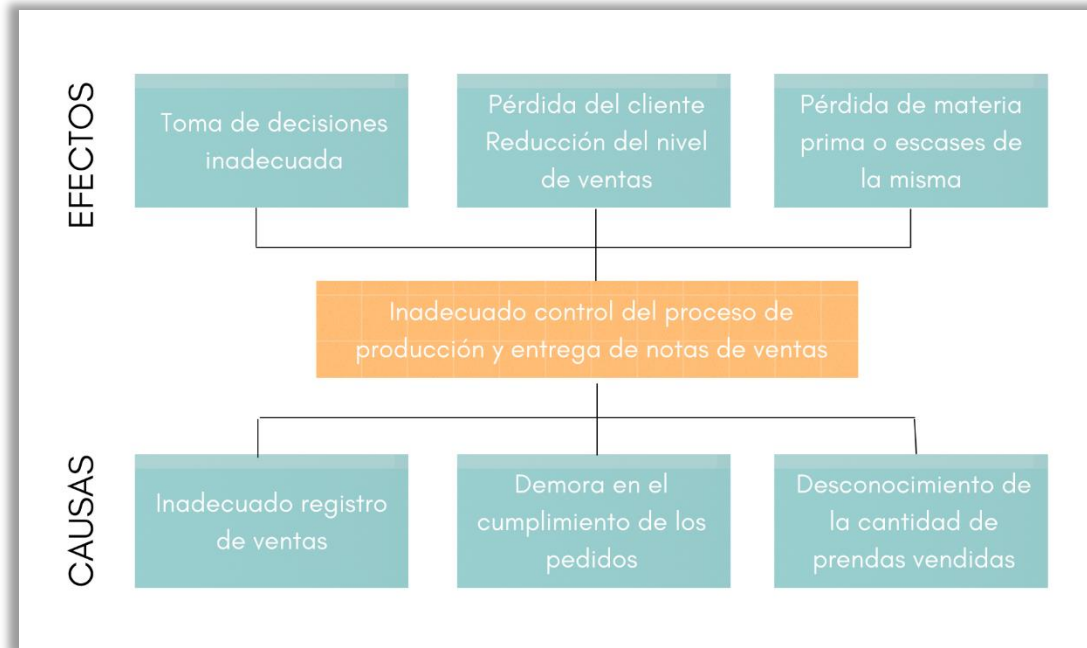 EFECTOS
Toma de decisiones
inadecuada
Pérdida del cliente
Reducción del nivel
de ventas
Pérdida de materia
prima o escases de
la misma
Inadecuado control del proceso de
producción y entrega de notas de ventas
CAUSAS
Inadecuado registro
de ventas
Demora en el
cumplimiento de los
pedidos
Desconocimiento de
la cantidad de
prendas vendidas